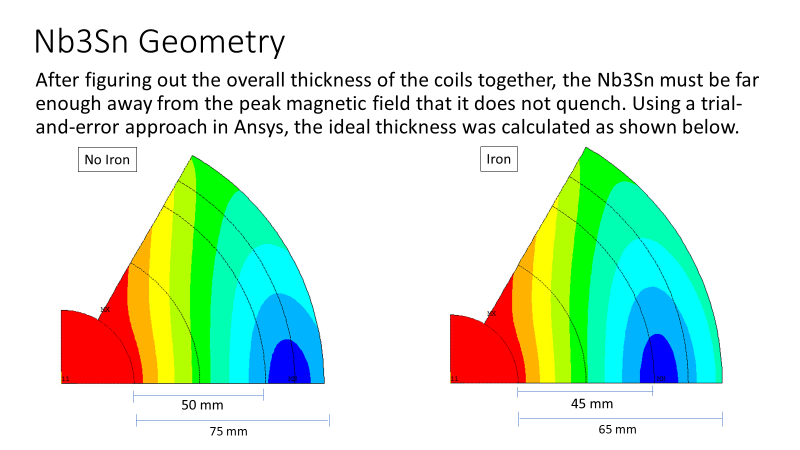 Nb3Sn Geometry
After figuring out the overall thickness of the coils together, the Nb3Sn must be far
enough away from the peak magnetic field that it does not quench. Using a trial-
and-error approach in Ansys, the ideal thickness was calculated as shown below.
No Iron
Iron
MX
MX
50 mm
45 mm
75 mm
65 mm